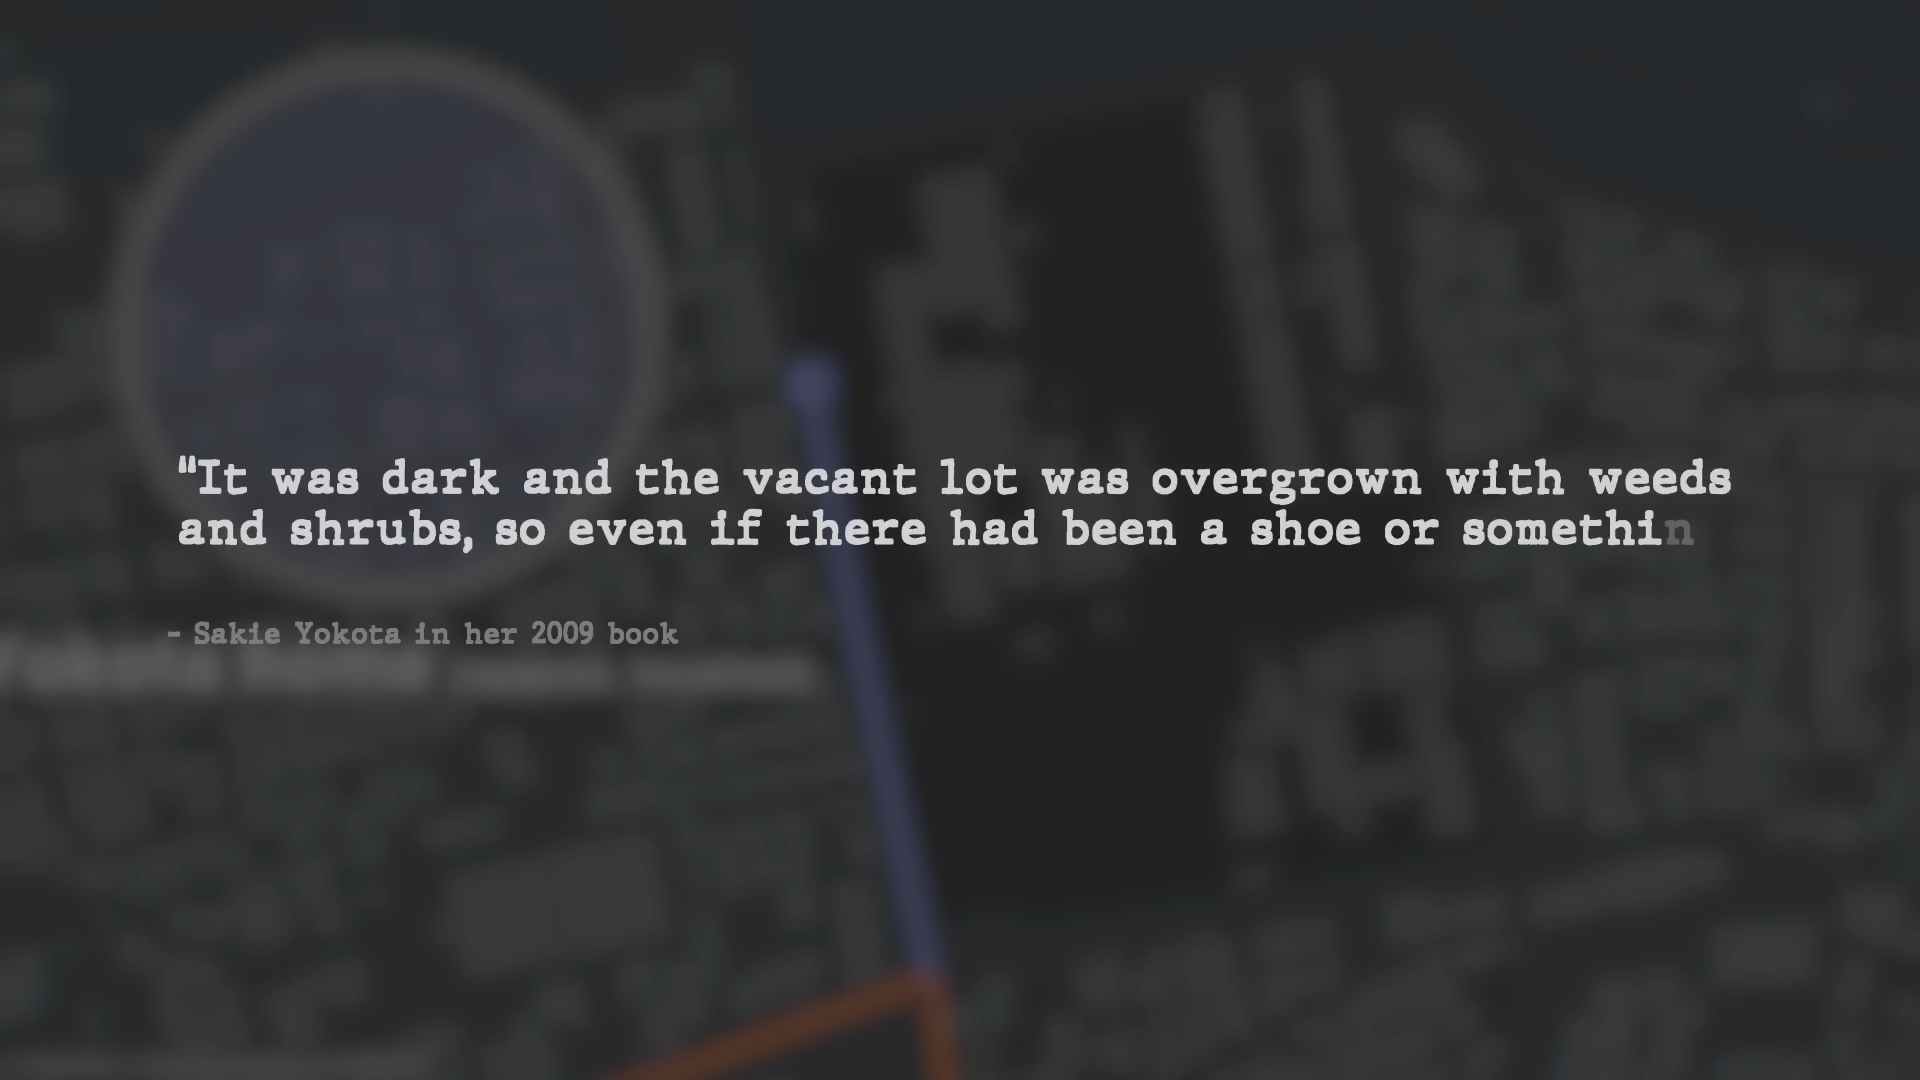 "It was dark and the vacant lot was overgrown with weeds
and shrubs, so even if there had been a shoe or somethin
- Sakie Yokota in her 2009 book